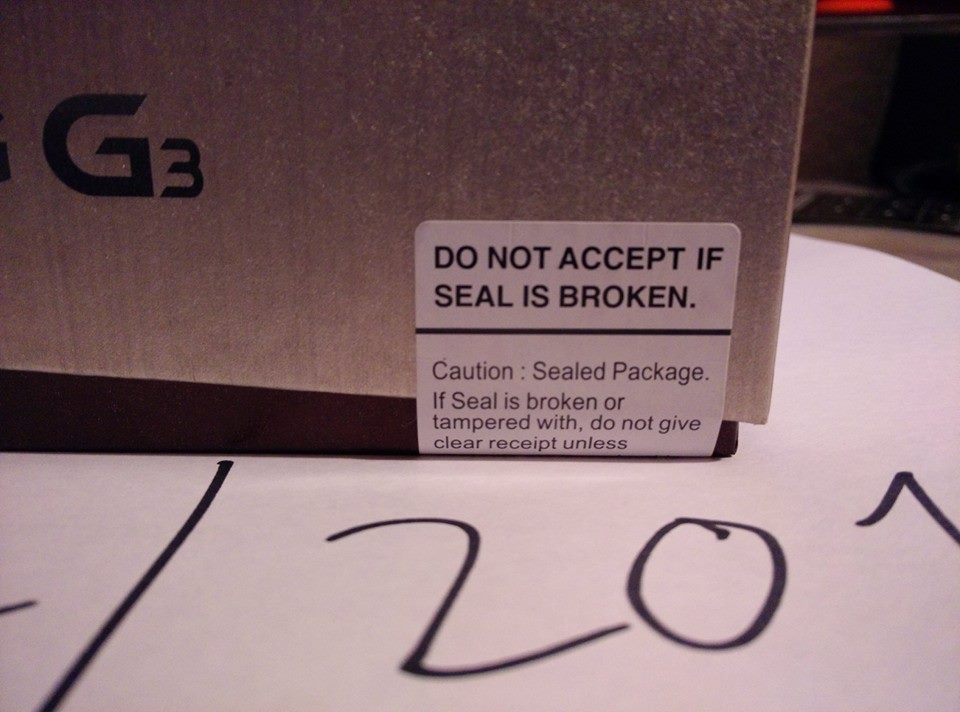 G3
DO NOT ACCEPT IF
SEAL IS BROKEN.
Caution : Sealed Package.
If Seal is broken or
tampered with, do not give
clear receipt unless
/201